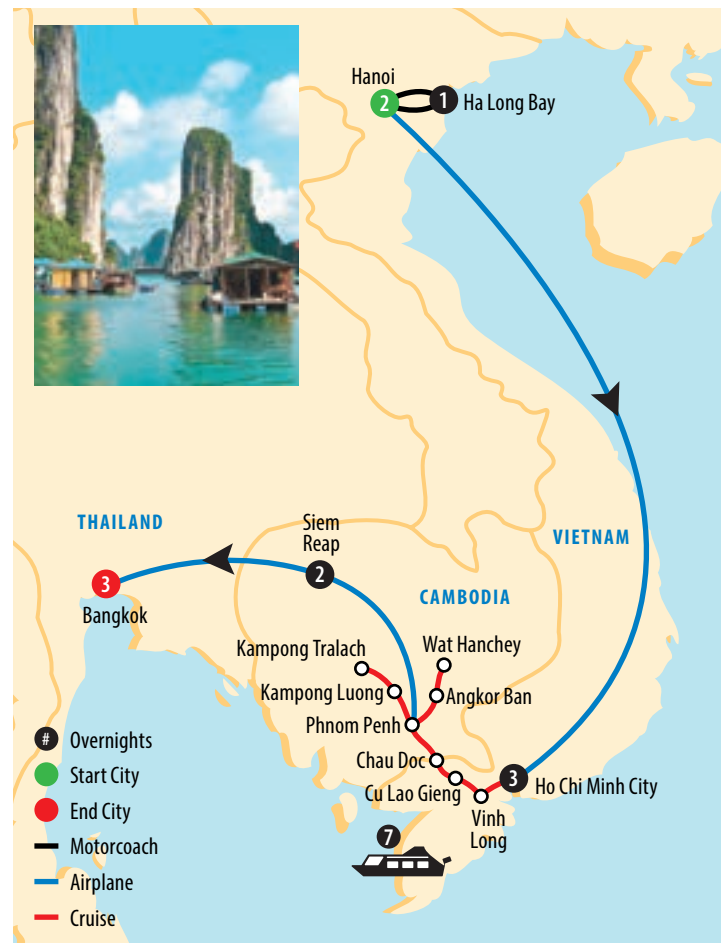 Hanoi
2
1
Ha Long Bay
THAILAND
VIETNAM
Siem
Reap
2
3
Bangkok
CAMBODIA
Kampong Tralach
Wat Hanchey
Kampong Luong
Angkor Ban
Phnom Penh
Chau Doc
Cu Lao Gieng
3
Ho Chi Minh City
Vinh
Long
7
# Overnights
Start City
End City
Motorcoach
Airplane
Cruise